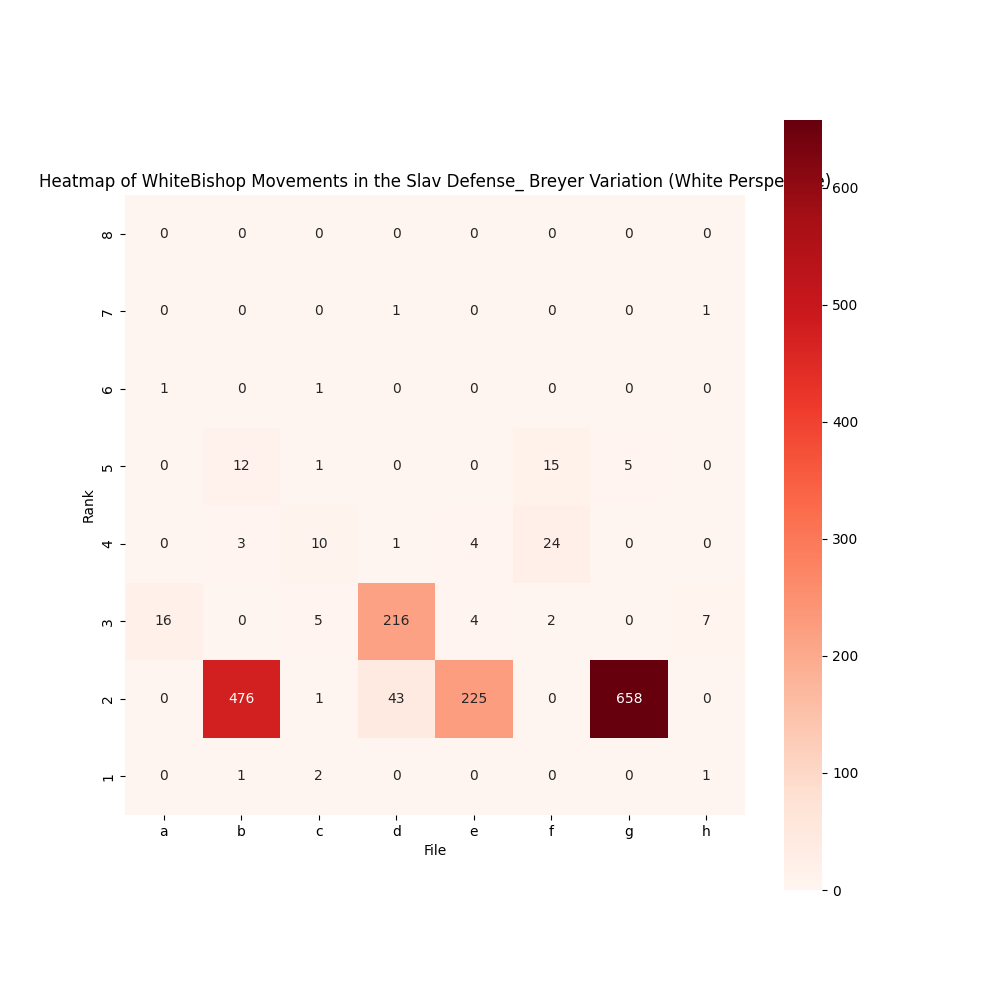 Heatmap of WhiteBishop Movements in the Slav Defense_ Breyer Variation (White Perspe e)
600
8 0 0 0 0 0 0 0 0
500
7 0 0 0 1 0 0 0 1
400
6 1 0 1 0 0 0 0 0
5 0 12 1 0 0 15 5 0
Rank
300
4 0 3 10 1 4 24 0 0
3 16 0 5 216 4 2 0 7
200
2 0 476 1 43 225 0 658 0
100
1 0 1 2 0 0 0 0 1
a b c d e f g h
File
0